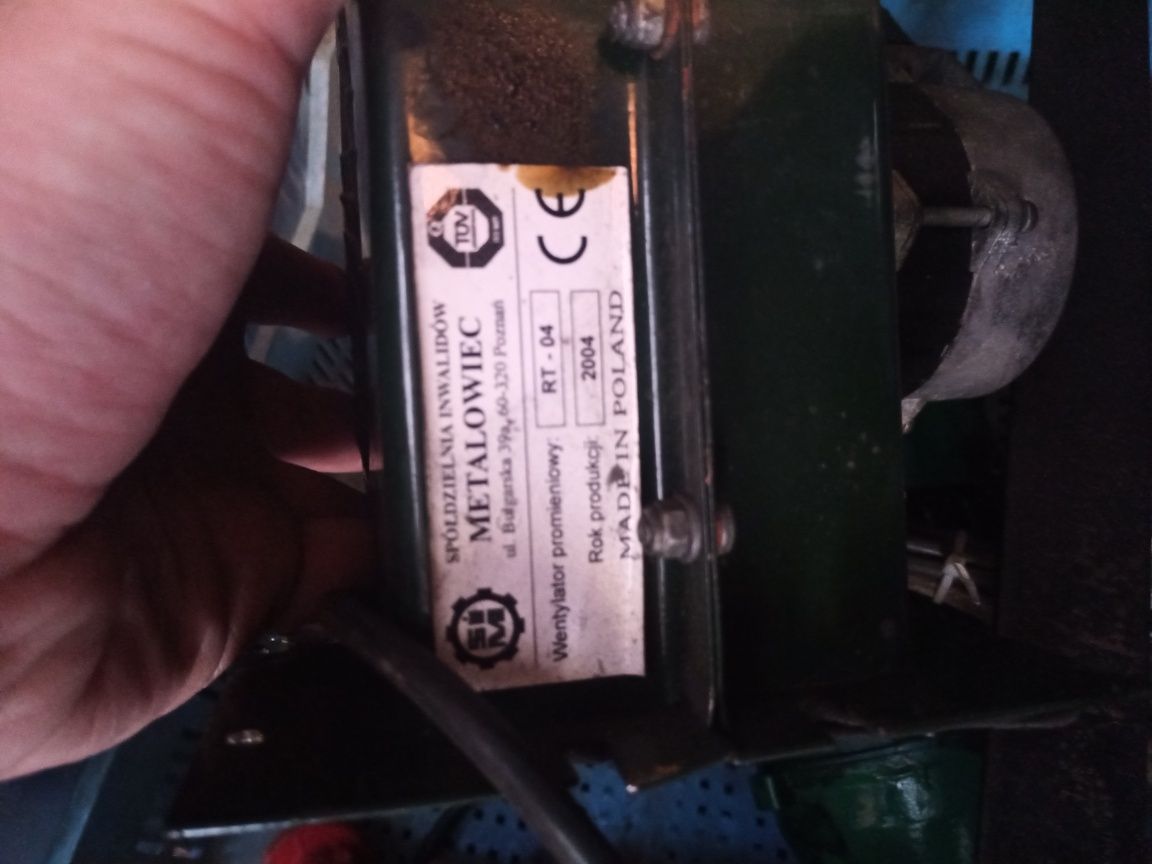 SPÓŁDZIELNIA INWALIDÓW
METALOWIEC
ul. Bułgarska 39a, 60-320 Poznań
TÜV
SiM
Wentylator promieniowy: RT - 04
Rok produkcji: 2004
CE
MADE IN POLAND